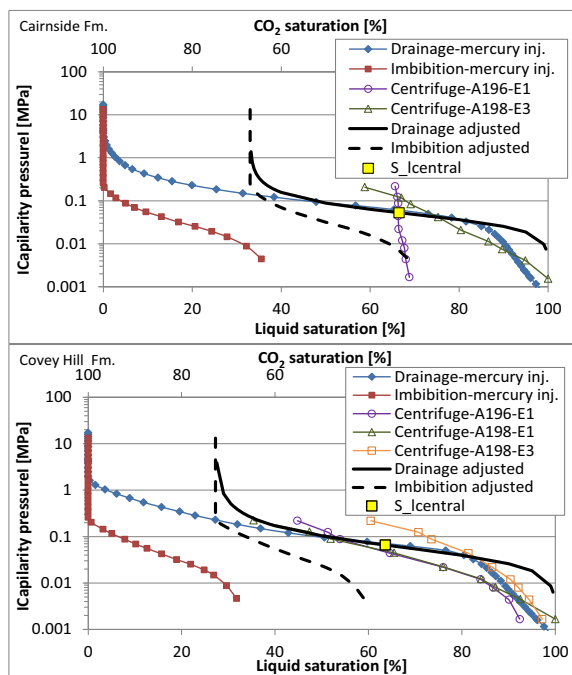 Cairnside Fm.
CO2 saturation [%]
100 80 60
Drainage-mercury inj.
Imbibition-mercury inj.
Centrifuge-A196-E1
Centrifuge-A198-E3
Drainage adjusted
Imbibition adjusted
S_lcentral
lCapilarity pressurel [MPa]
100
10
1
0.1
0.01
0.001
0 20 40 60 80 100
Liquid saturation [%]
Covey Hill Fm.
CO2 saturation [%]
100 80 60
Drainage-mercury inj.
Imbibition-mercury inj.
Centrifuge-A196-E1
Centrifuge-A198-E1
Centrifuge-A198-E3
Drainage adjusted
Imbibition adjusted
S_lcentral
lCapilarity pressurel [MPa]
100
10
1
0.1
0.01
0.001
0 20 40 60 80 100
Liquid saturation [%]